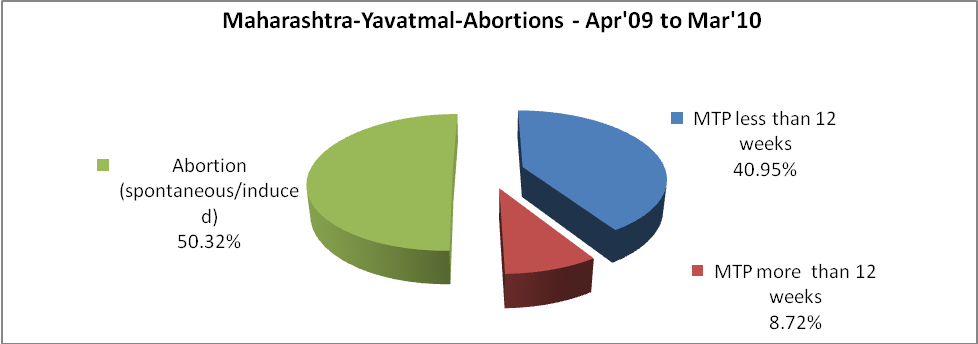 Maharashtra-Yavatmal-Abortions - Apr'09 to Mar'10
MTP less than 12
weeks
40.95%
Abortion
(spontaneous/induce
d)
50.32%
MTP more than 12
weeks
8.72%